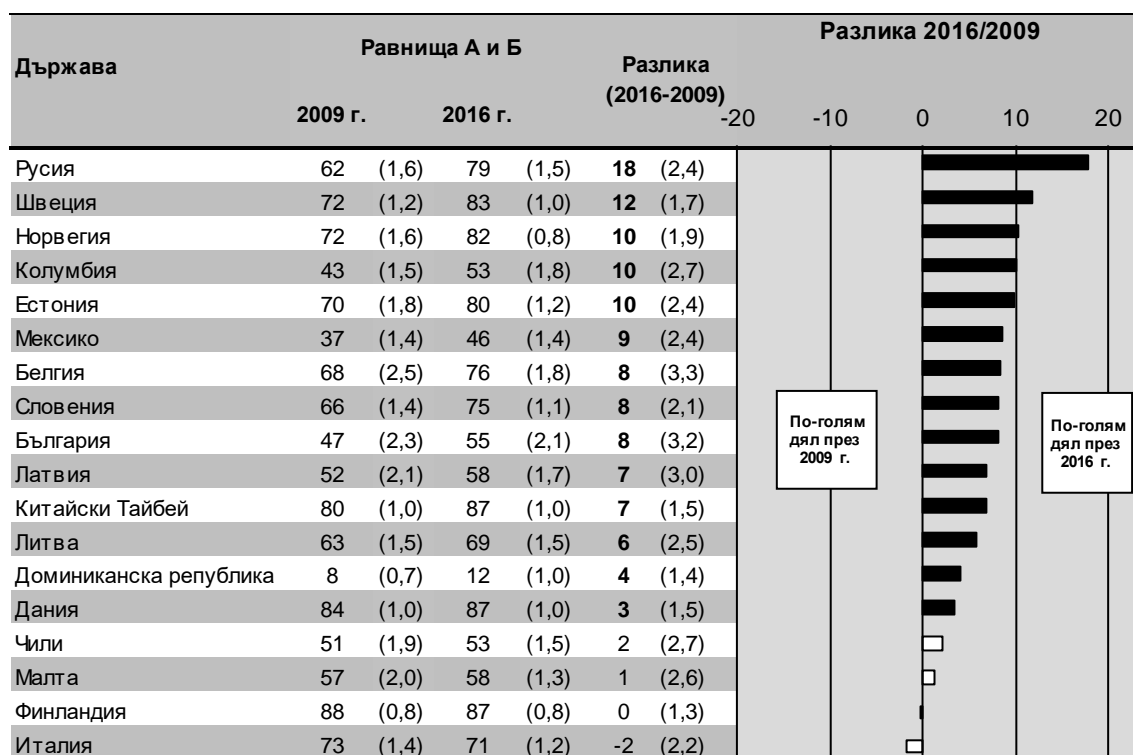 Държава
Равнища А и Б
Разлика
(2016-2009)
Разлика 2016/2009
2009 г. 2016 г.
-20 -10 0 10 20
Русия 62 (1,6) 79 (1,5) 18 (2,4)
Швеция 72 (1,2) 83 (1,0) 12 (1,7)
Норвегия 72 (1,6) 82 (0,8) 10 (1,9)
Колумбия 43 (1,5) 53 (1,8) 10 (2,7)
Естония 70 (1,8) 80 (1,2) 10 (2,4)
Мексико 37 (1,4) 46 (1,4) 9 (2,4)
Белгия 68 (2,5) 76 (1,8) 8 (3,3)
Словения 66 (1,4) 75 (1,1) 8 (2,1)
България 47 (2,3) 55 (2,1) 8 (3,2)
Латвия 52 (2,1) 58 (1,7) 7 (3,0)
Китайски Тайбей 80 (1,0) 87 (1,0) 7 (1,5)
Литва 63 (1,5) 69 (1,5) 6 (2,5)
Доминиканска република 8 (0,7) 12 (1,0) 4 (1,4)
Дания 84 (1,0) 87 (1,0) 3 (1,5)
Чили 51 (1,9) 53 (1,5) 2 (2,7)
Малта 57 (2,0) 58 (1,3) 1 (2,6)
Финландия 88 (0,8) 87 (0,8) 0 (1,3)
Италия 73 (1,4) 71 (1,2) -2 (2,2)
По-голям
дял през
2009 г.
По-голям
дял през
2016 г.